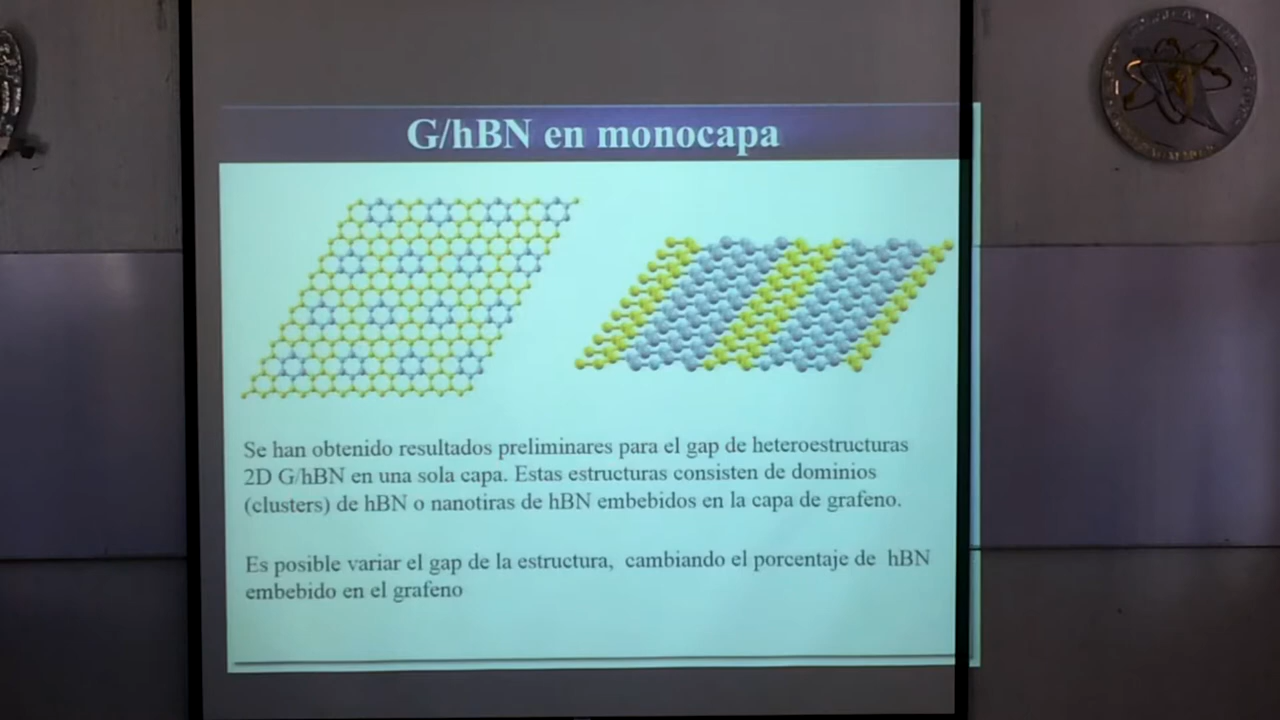 G/hBN en monocapa
Se han obtenido resultados preliminares para el gap de heteroestructuras
2D G/hBN en una sola capa. Estas estructuras consisten de dominios
(clusters) de hBN o nanotiras de hBN embebidos en la capa de grafeno.
Es posible variar el gap de la estructura, cambiando el porcentaje de hBN
embebido en el grafeno